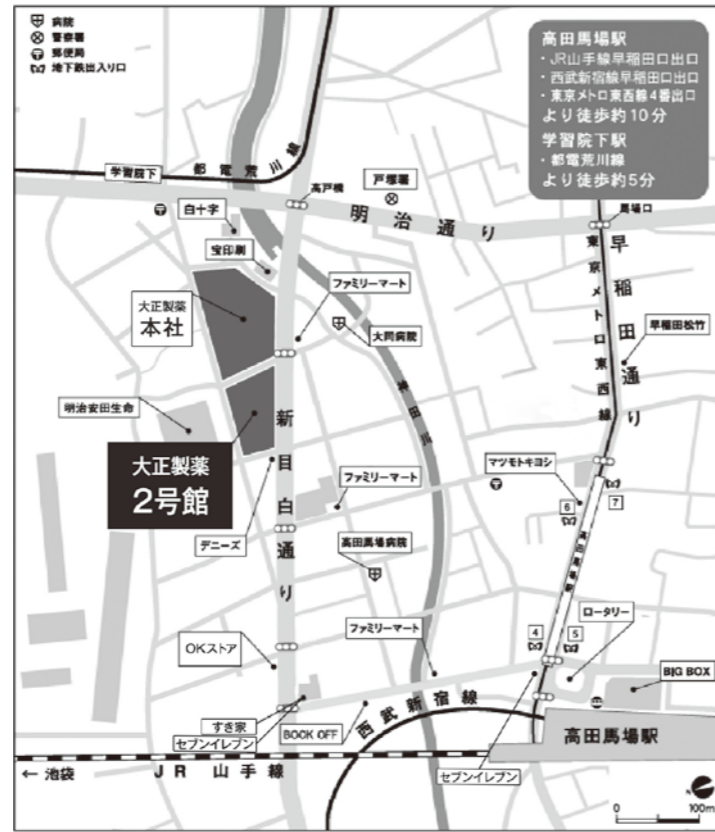 病院
警察署
郵便局
地下鉄出入り口
高田馬場駅
・JR山手線早稲田口出口
・西武新宿線早稲田口出口
・東京メトロ東西線4番出口
より徒歩約10分
学習院下駅
・都電荒川線
より徒歩約5分
学習院下
都電荒川線
高戸橋
戸塚署
明治通り
馬場口
白十字
宝印刷
ファミリーマート
大正製薬
本社
大同病院
早稲田通り
東京メトロ東西線
早稲田松竹
神田川
明治安田生命
新目白通り
大正製薬
2号館
マツモトキヨシ
ファミリーマート
6
7
デニーズ
高田馬場病院
高田馬場駅
ロータリー
ファミリーマート
4
5
OKストア
BIG BOX
すき家
セブンイレブン
BOOK OFF
西武新宿線
高田馬場駅
セブンイレブン
← 池袋
JR 山手線
N
0
100m